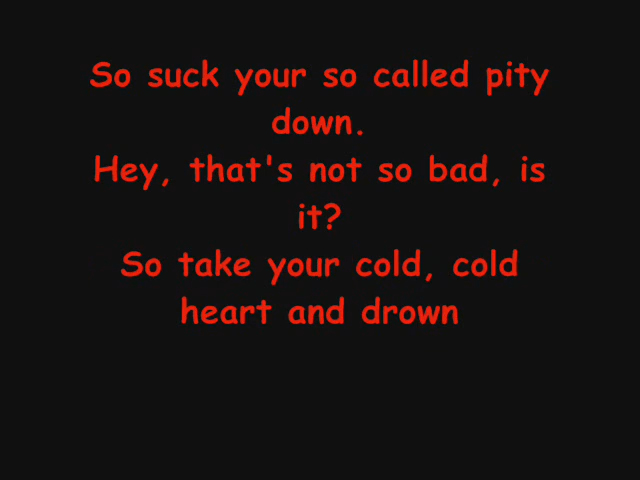 So suck your so called pity
down.
Hey, that's not so bad, is
it?
So take your cold, cold
heart and drown